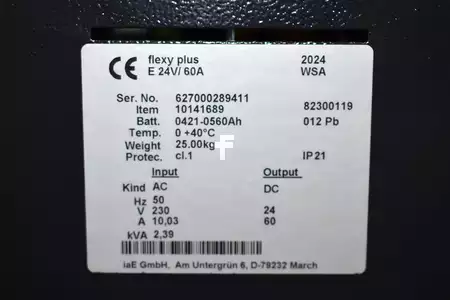 CE flexy plus 2024
E 24V/ 60A WSA
Ser. No. 627000289411
Item 10141689 82300119
Batt. 0421-0560Ah 012 Pb
Temp. 0 +40°C
Weight 25.00kg
Protec. cl.1 IP21
F
Input Output
Kind AC DC
Hz 50
V 230 24
A 10,03 60
kVA 2,39
iaE GmbH, Am Untergrün 6, D-79232 March